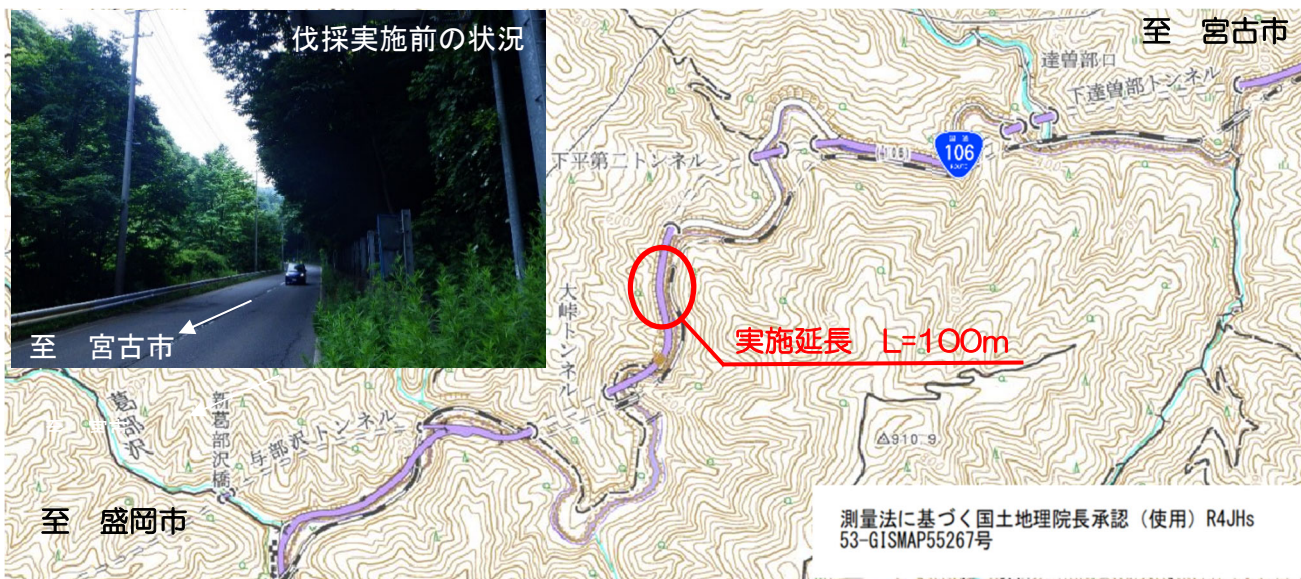 伐採実施前の状況
至 宮古市
至 宮古市
達曽部口
下達曽部トンネル
下平第二トンネル
(106)
国道
106
ROUTE
大峠トンネル
実施延長 L=100m
葛部沢
新葛部沢橋
与部沢トンネル
910.9
至 盛岡市
測量法に基づく国土地理院長承認（使用）R4JHs
53-GISMAP55267号